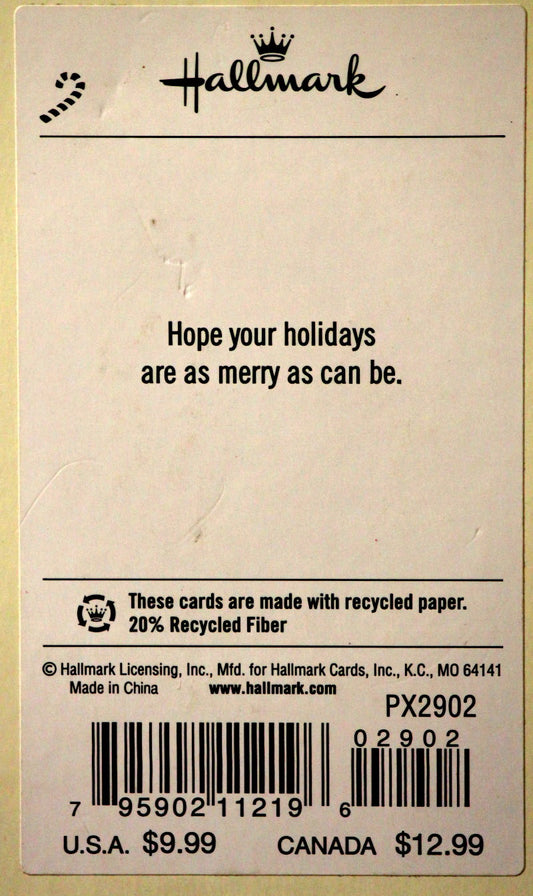 Hallmark
Hope your holidays
are as merry as can be.
These cards are made with recycled paper.
20% Recycled Fiber
© Hallmark Licensing, Inc., Mfd. for Hallmark Cards, Inc., K.C., MO 64141
Made in China www.hallmark.com
PX2902
02902
7 95902 11219 6
U.S.A. $9.99 CANADA $12.99